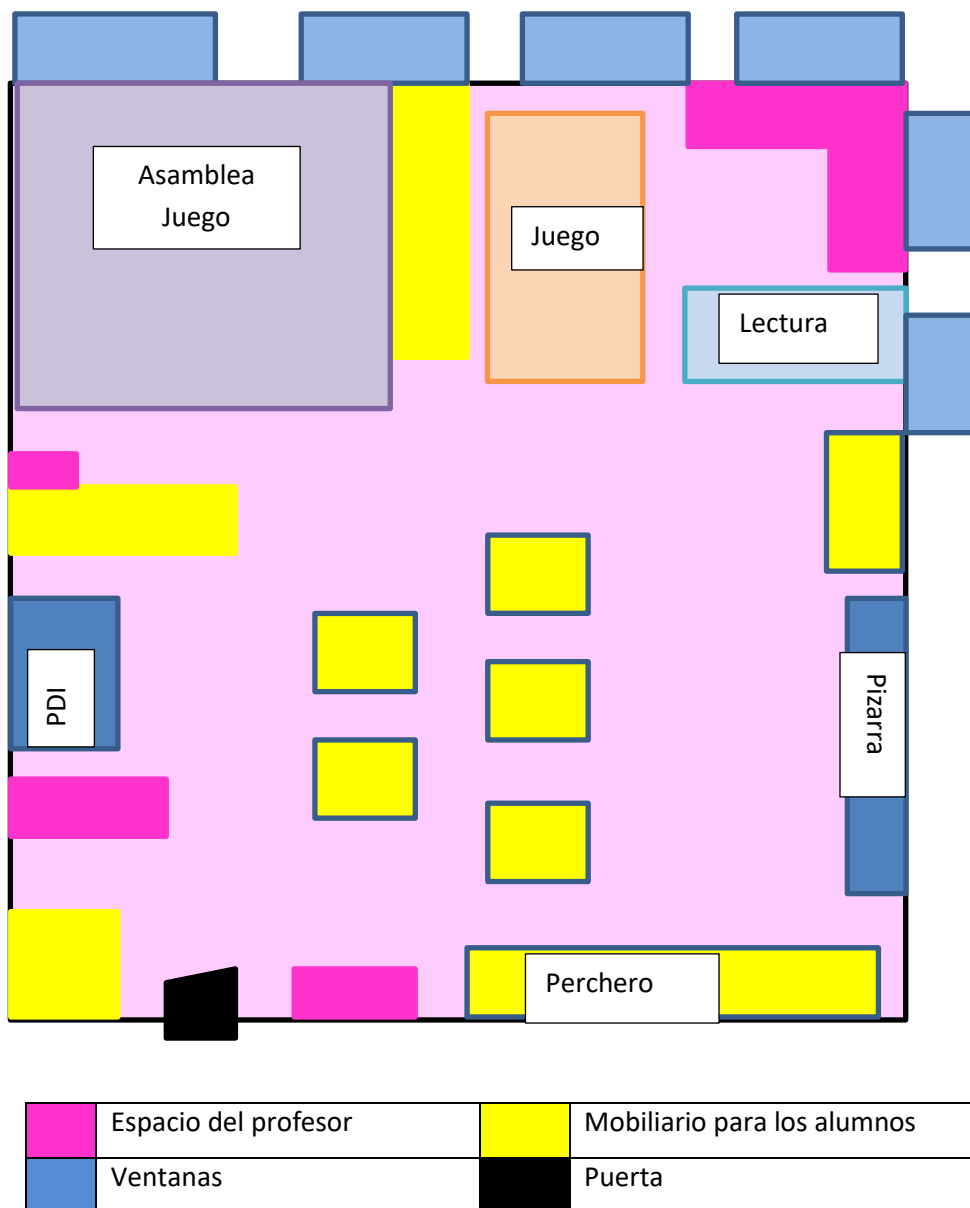 Asamblea
Juego
Juego
Lectura
PDI
Pizarra
Perchero
Espacio del profesor
Mobiliario para los alumnos
Ventanas
Puerta